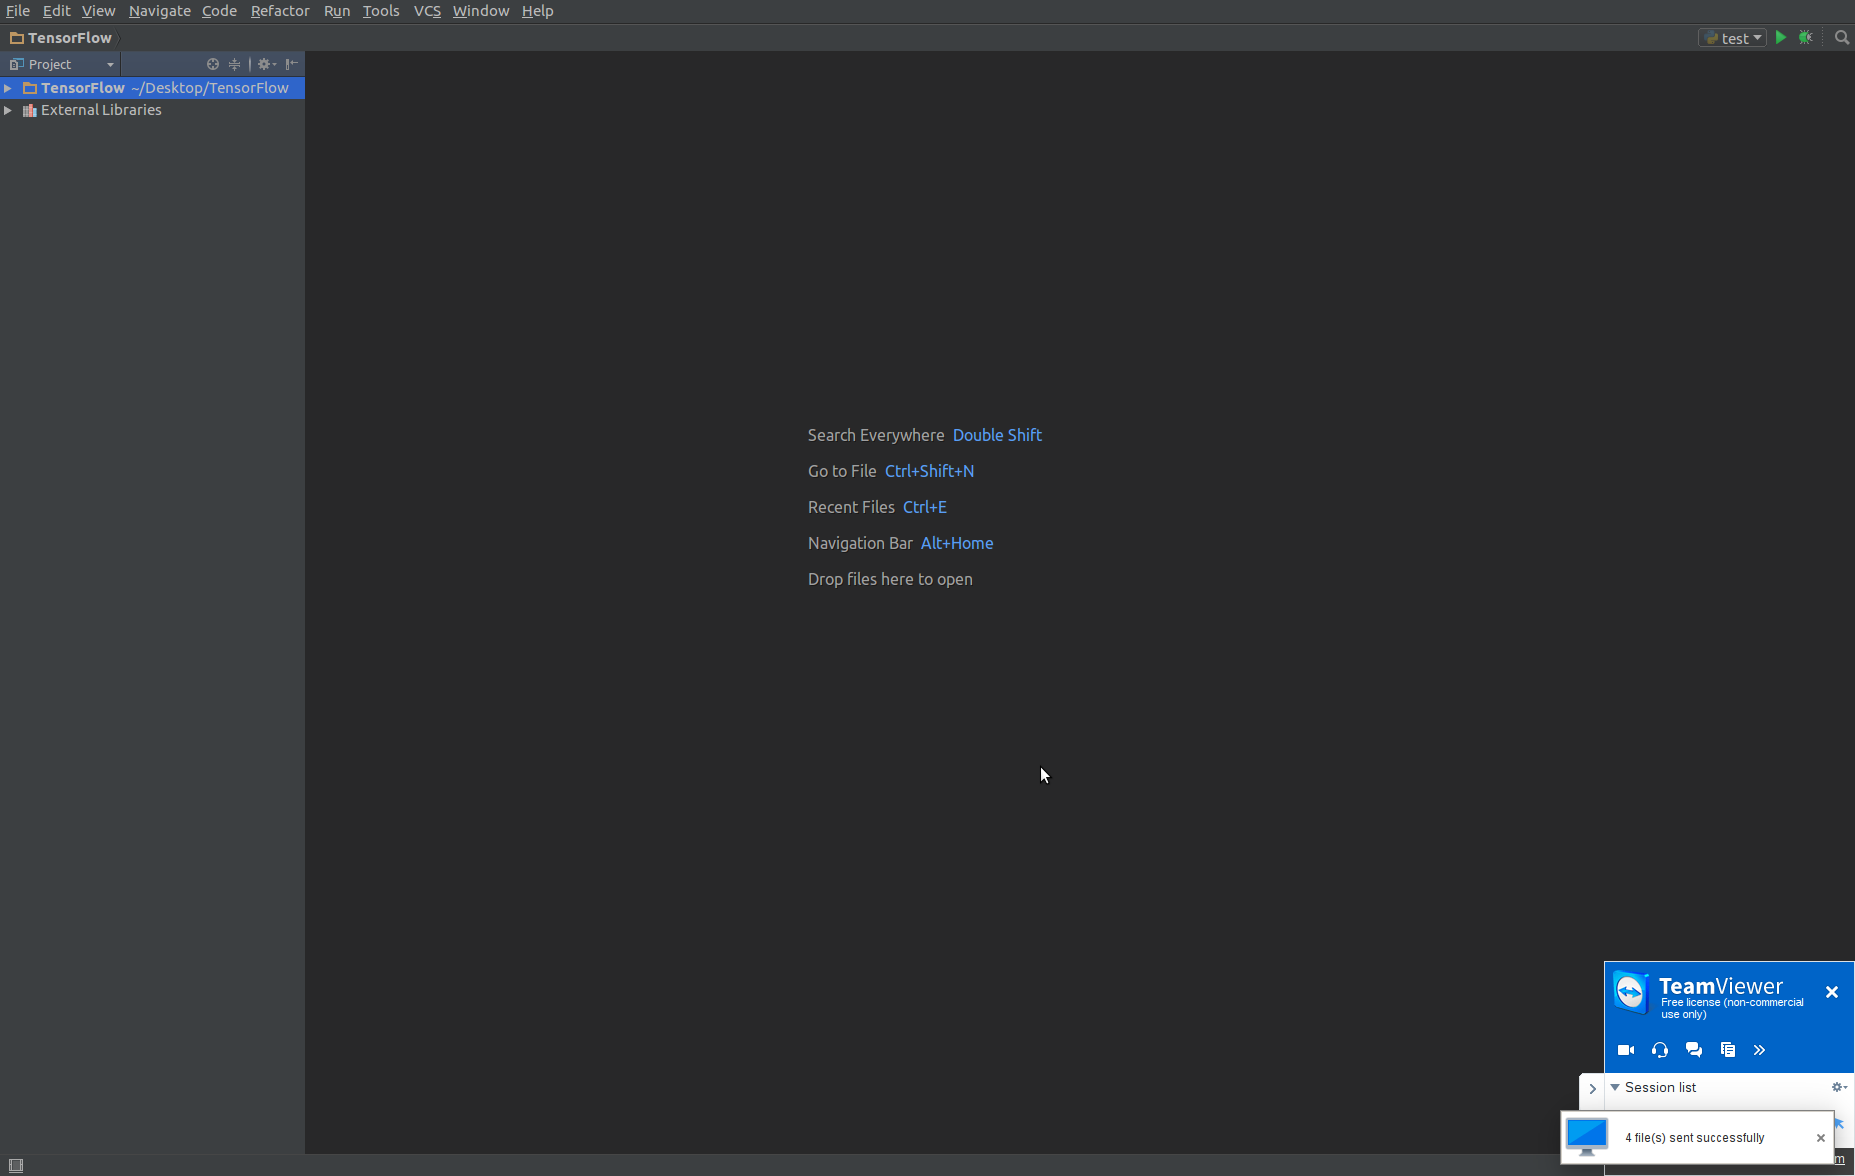 File Edit View Navigate Code Refactor Run Tools VCS Window Help
TensorFlow
test
Project
TensorFlow ~/Desktop/TensorFlow
External Libraries
Search Everywhere Double Shift
Go to File Ctrl+Shift+N
Recent Files Ctrl+E
Navigation Bar Alt+Home
Drop files here to open
TeamViewer
Free license (non-commercial
use only)
Session list
4 file(s) sent successfully
m